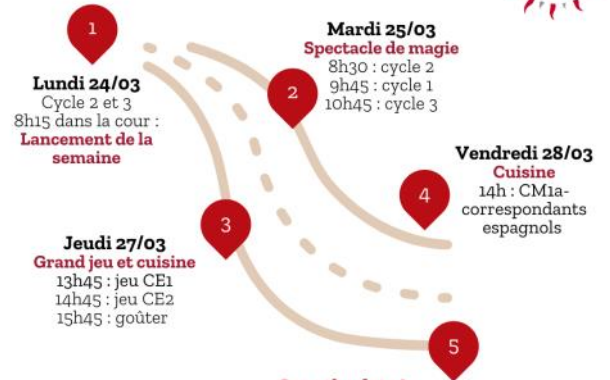 1
Lundi 24/03
Cycle 2 et 3
8h15 dans la cour :
Lancement de la
semaine
2
Mardi 25/03
Spectacle de magie
8h30 : cycle 2
9h45 : cycle 1
10h45 : cycle 3
3
Jeudi 27/03
Grand jeu et cuisine
13h45 : jeu CE1
14h45 : jeu CE2
15h45 : goûter
4
Vendredi 28/03
Cuisine
14h : CM1a-
correspondants
espagnols
5